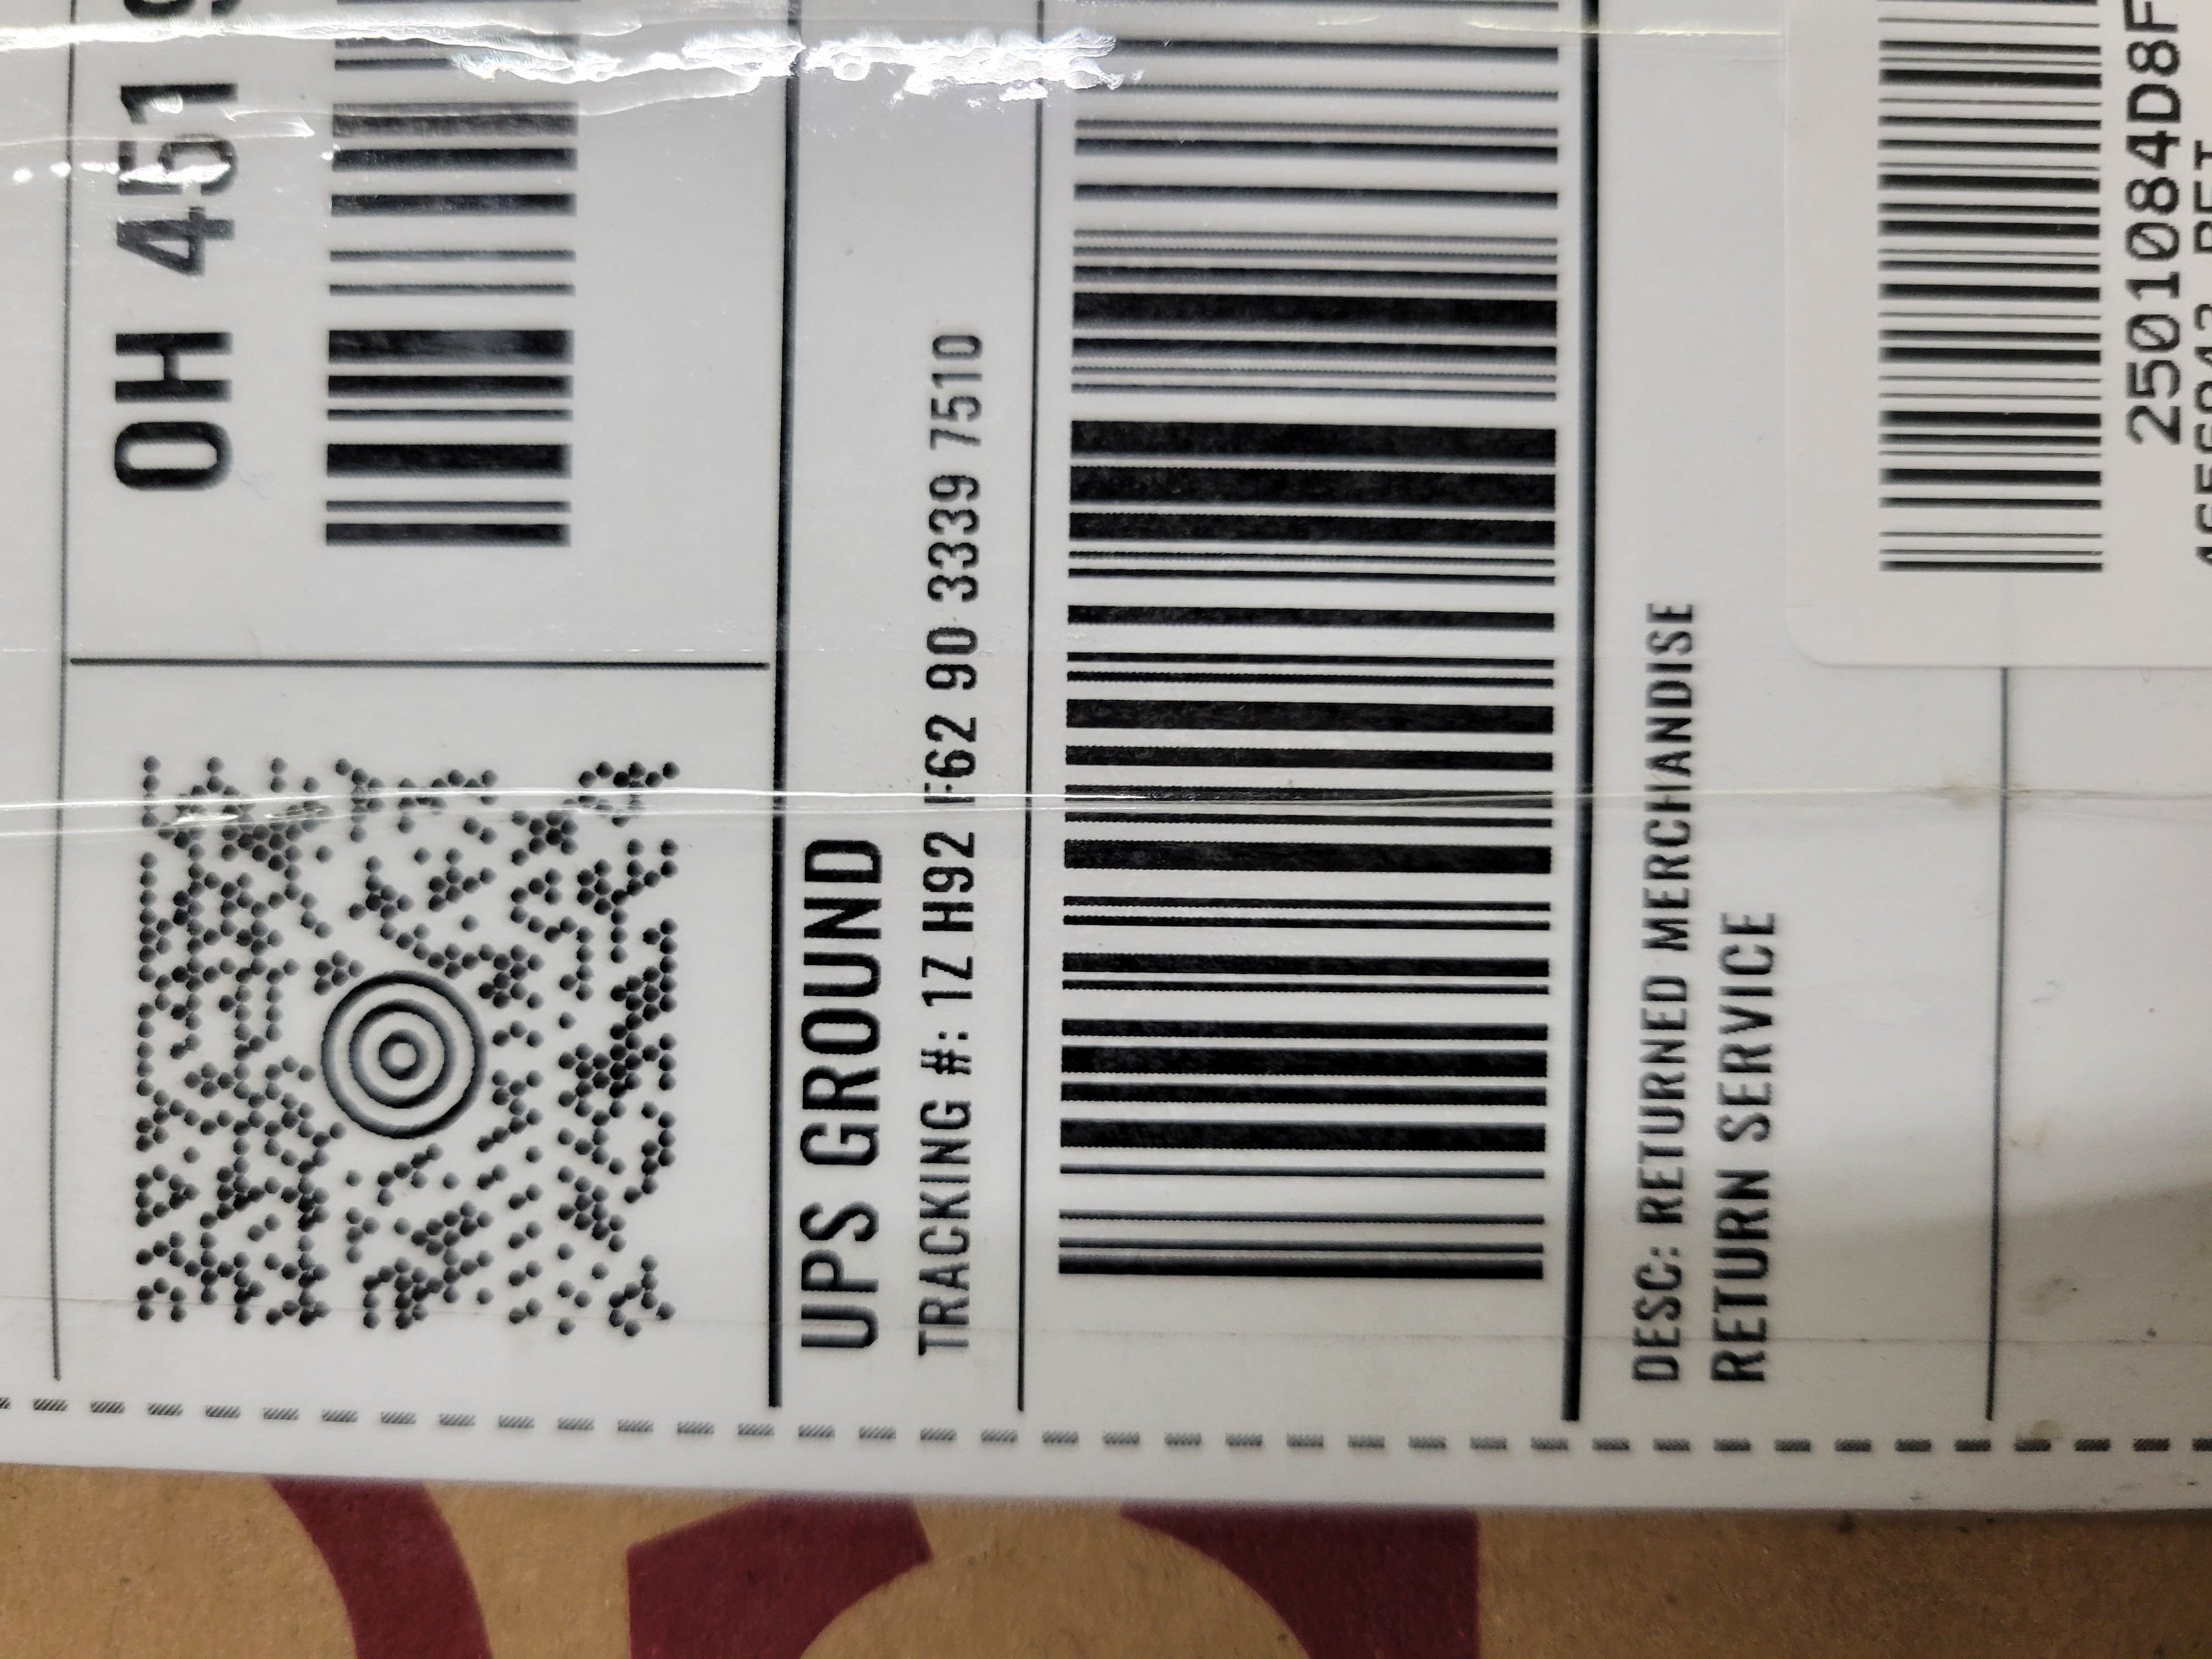 OH 451
UPS GROUND
TRACKING #: 1Z H92 F62 90 3339 7510
DESC: RETURNED MERCHANDISE
RETURN SERVICE
2501084D8F